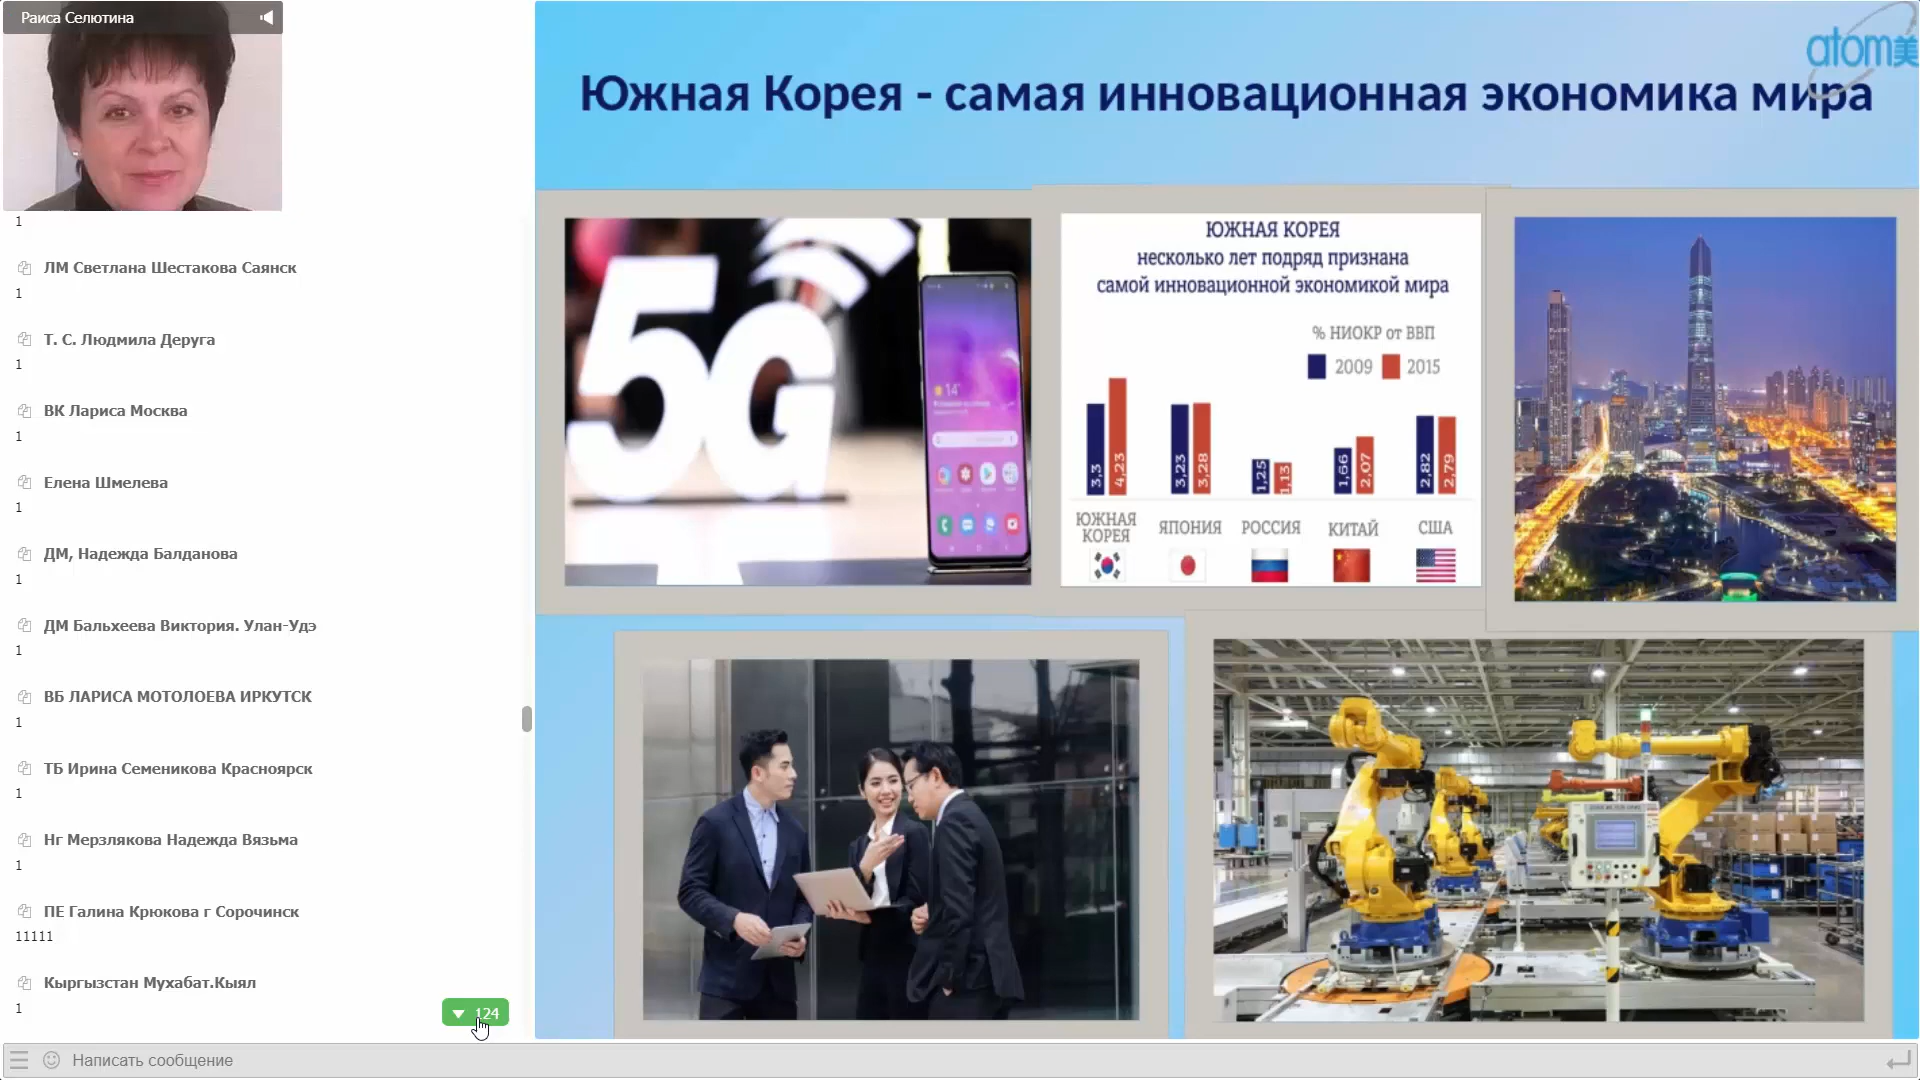 Раиса Селютина
1
ЛМ Светлана Шестакова Саянск
1
Т. С. Людмила Деруга
1
ВК Лариса Москва
1
Елена Шмелева
1
ДМ, Надежда Балданова
1
ДМ Бальхеева Виктория. Улан-Удэ
1
ВБ ЛАРИСА МОТОЛОЕВА ИРКУТСК
1
ТБ Ирина Семеникова Красноярск
1
Нг Мерзлякова Надежда Вязьма
1
ПЕ Галина Крюкова г Сорочинск
11111
Кыргызстан Мухабат.Кыял
1
124
Написать сообщение
atom美
Южная Корея - самая инновационная экономика мира
5G
14°
ЮЖНАЯ КОРЕЯ
несколько лет подряд признана
самой инновационной экономикой мира
% НИОКР от ВВП
2009 2015
3,3 4,23 3,23 3,28 1,25 1,13 1,66 2,07 2,82 2,79
ЮЖНАЯ КОРЕЯ ЯПОНИЯ РОССИЯ КИТАЙ США